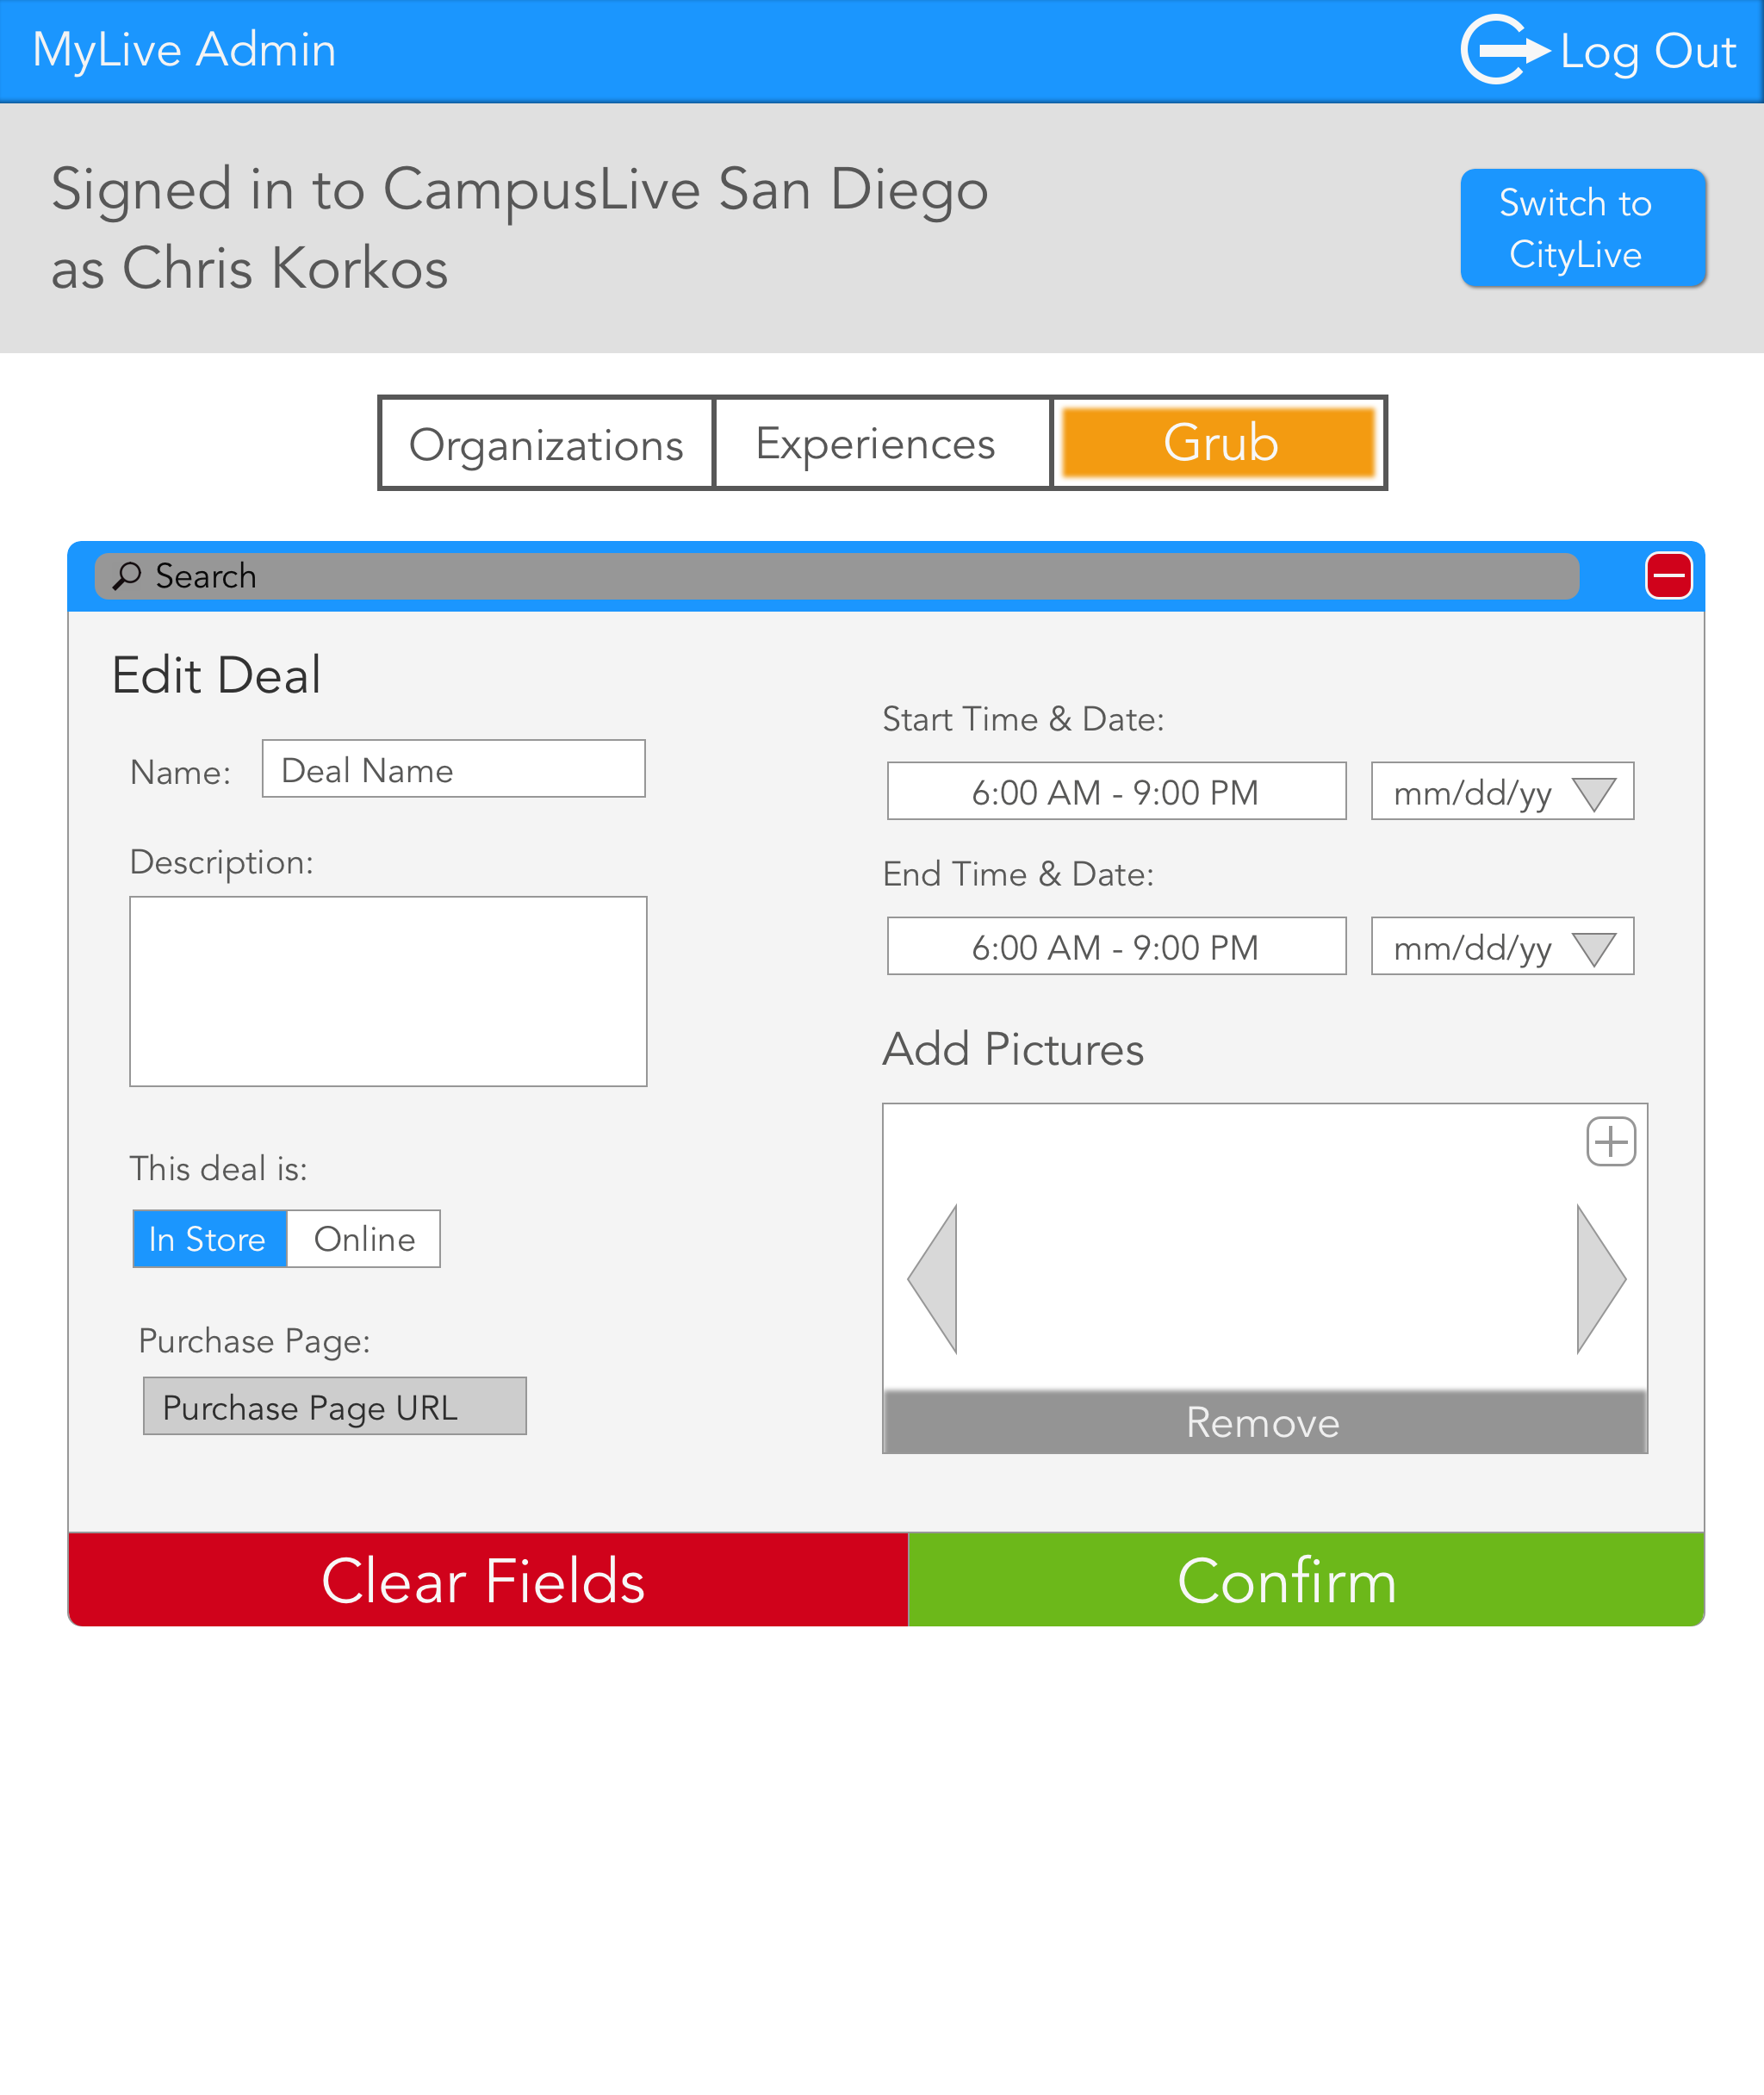 MyLive Admin
Log Out
Signed in to CampusLive San Diego
as Chris Korkos
Switch to
CityLive
Organizations
Experiences
Grub
Search
Edit Deal
Name:
Deal Name
Description:
This deal is:
In Store
Online
Purchase Page:
Purchase Page URL
Start Time & Date:
6:00 AM - 9:00 PM
mm/dd/yy
End Time & Date:
6:00 AM - 9:00 PM
mm/dd/yy
Add Pictures
Remove
Clear Fields
Confirm